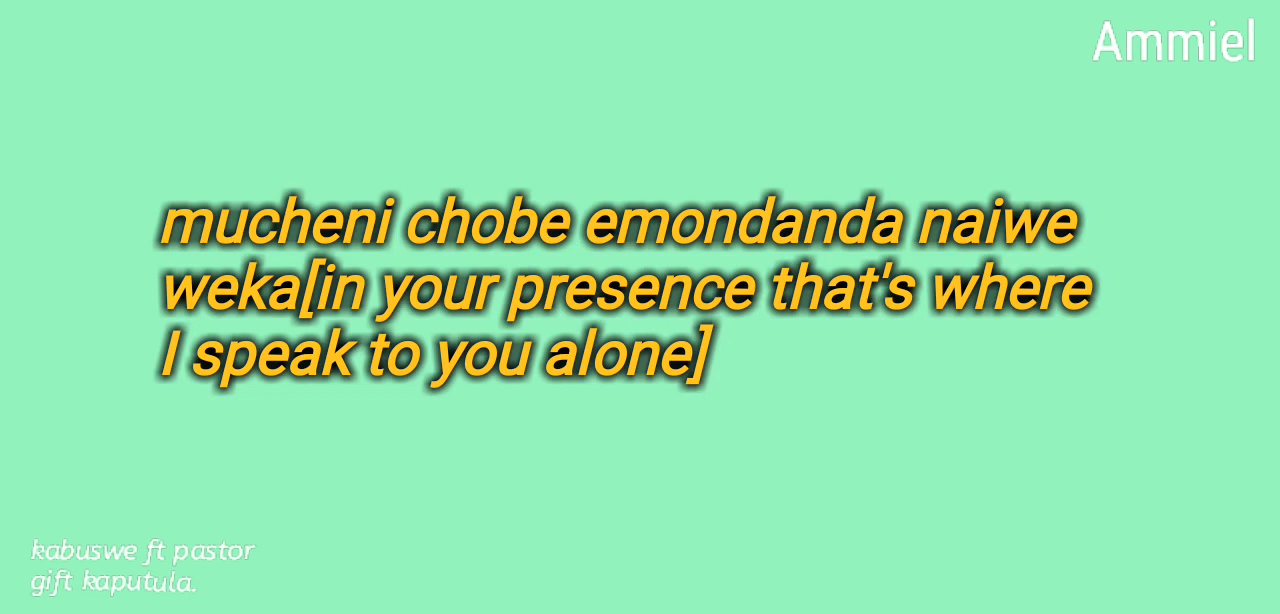 Ammiel
mucheni chobe emondanda naiwe
weka[in your presence that's where
I speak to you alone]
kabuswe ft pastor
gift kaputula.